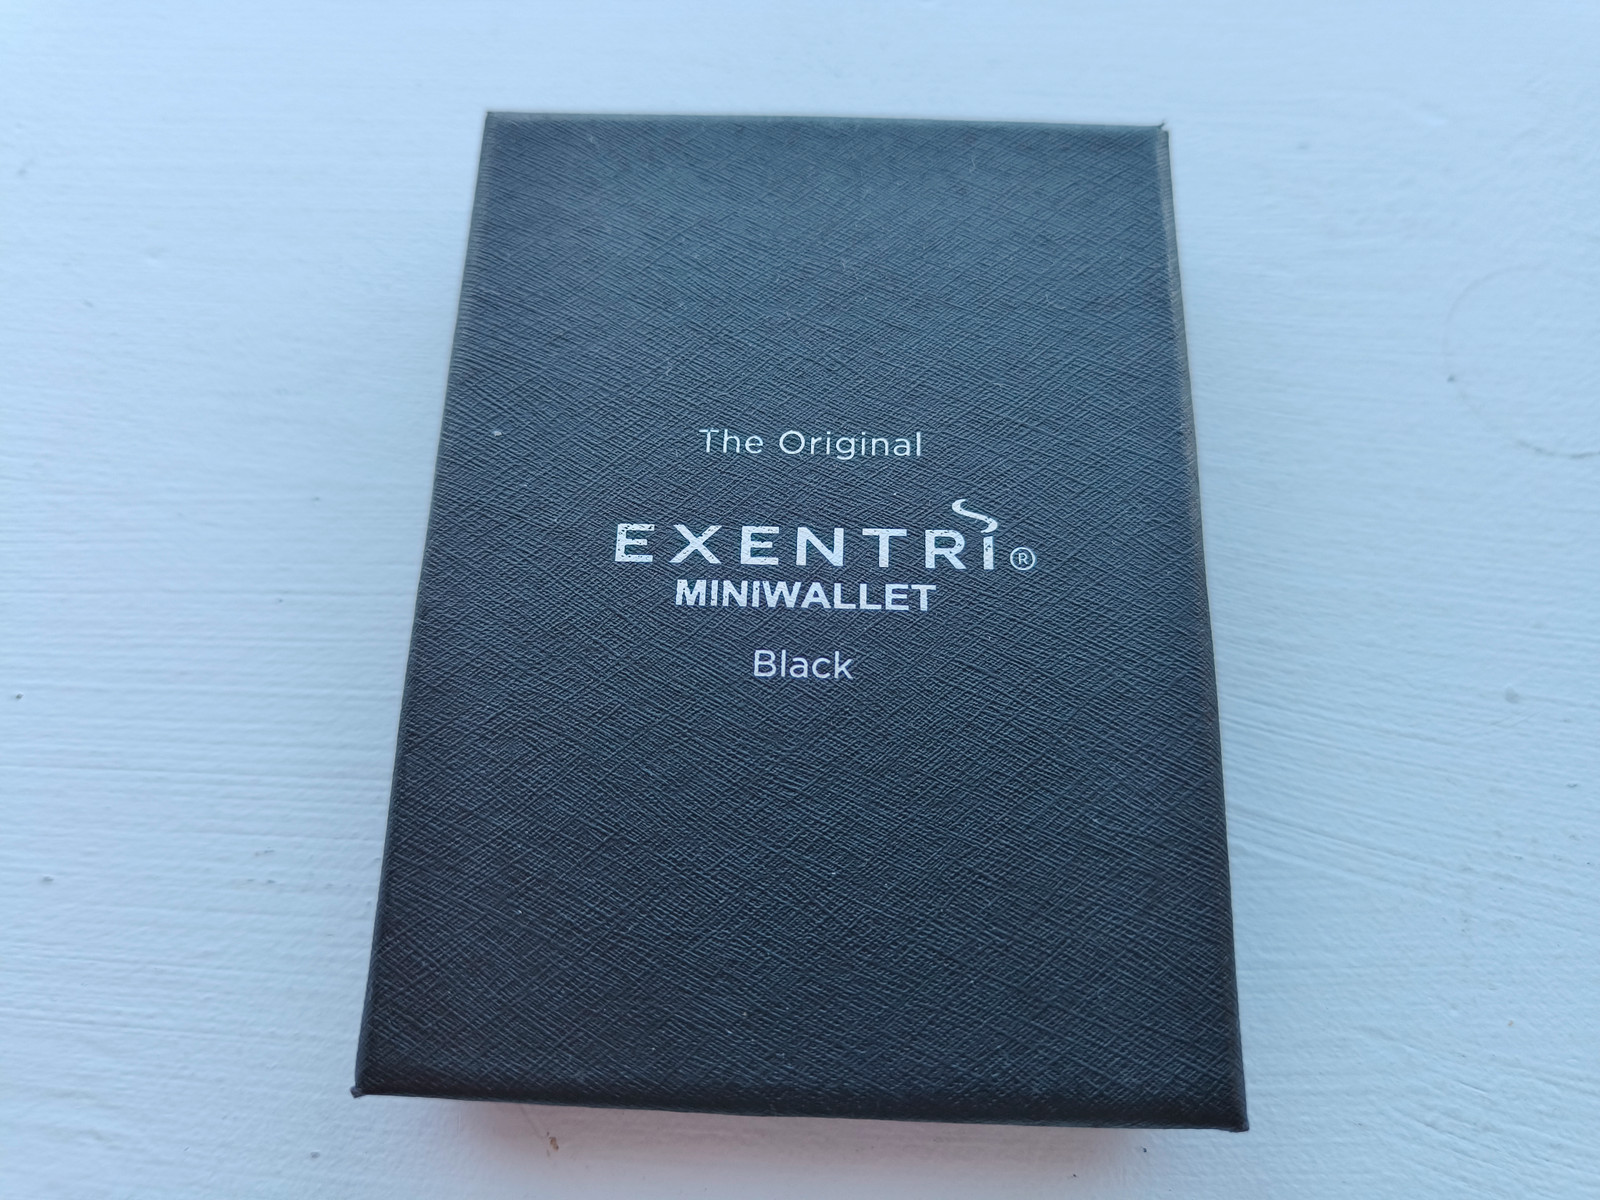 The Original
EXENTRI®
MINIWALLET
Black